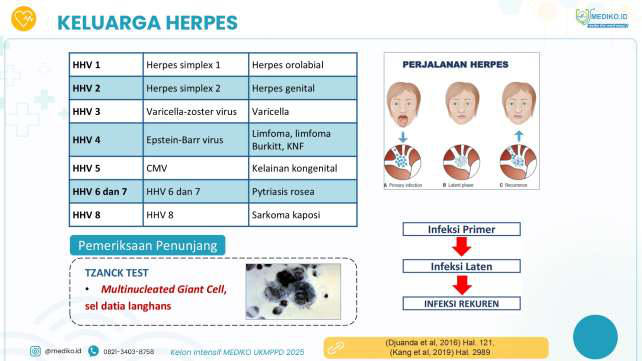 KELUARGA HERPES
MEDIKO.ID
HHV 1 Herpes simplex 1 Herpes orolabial
HHV 2 Herpes simplex 2 Herpes genital
HHV 3 Varicella-zoster virus Varicella
HHV 4 Epstein-Barr virus Limfoma, limfoma
Burkitt, KNF
HHV 5 CMV Kelainan kongenital
HHV 6 dan 7 HHV 6 dan 7 Pytriasis rosea
HHV 8 HHV 8 Sarkoma kaposi
PERJALANAN HERPES
A Primary infection B Latent phase C Recurrence
Pemeriksaan Penunjang
TZANCK TEST
• Multinucleated Giant Cell,
sel datia langhans
Infeksi Primer
Infeksi Laten
INFEKSI REKUREN
@mediko.id 0821-3403-8758 Kelon Intensif MEDIKO UKMPPD 2025
(Djuanda et al, 2016) Hal. 121,
(Kang et al, 2019) Hal. 2989